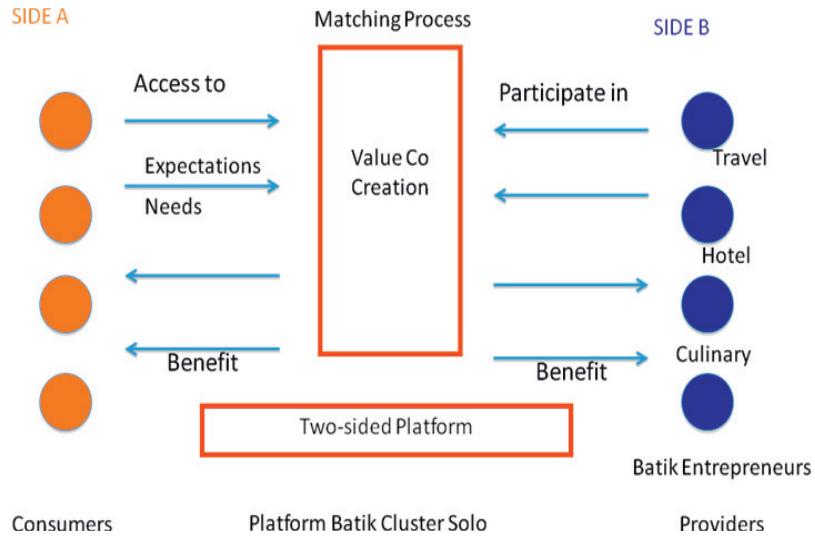 SIDE A
Matching Process
SIDE B
Access to
Participate in
Expectations
Needs
Value Co
Creation
Travel
Hotel
Benefit
Benefit
Culinary
Two-sided Platform
Batik Entrepreneurs
Consumers
Platform Batik Cluster Solo
Providers